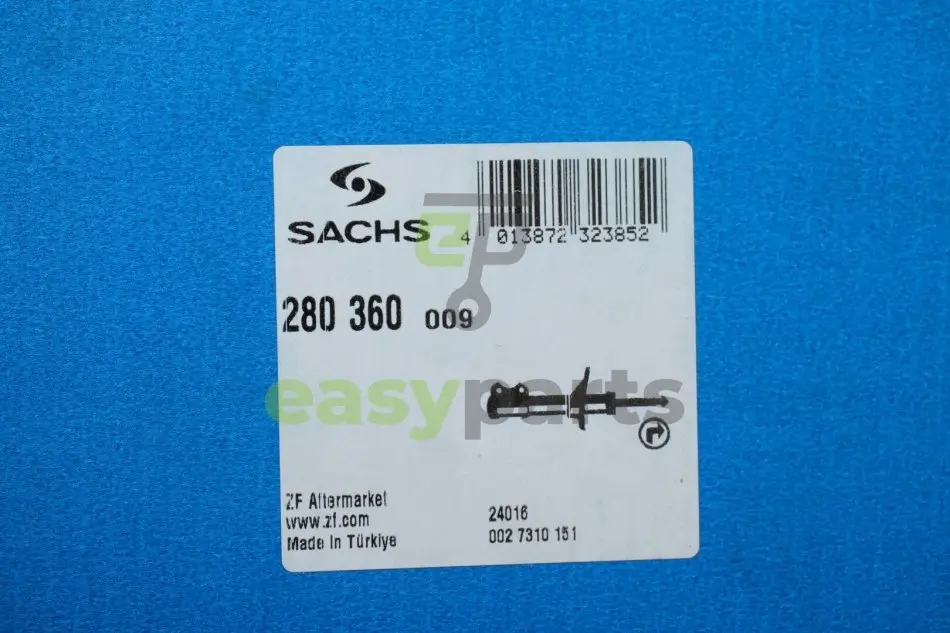 SACHS
4 013872 323852
280 360 009
easyparts
ZF Aftermarket
www.zf.com
Made in Türkiye
24016
002 7310 151